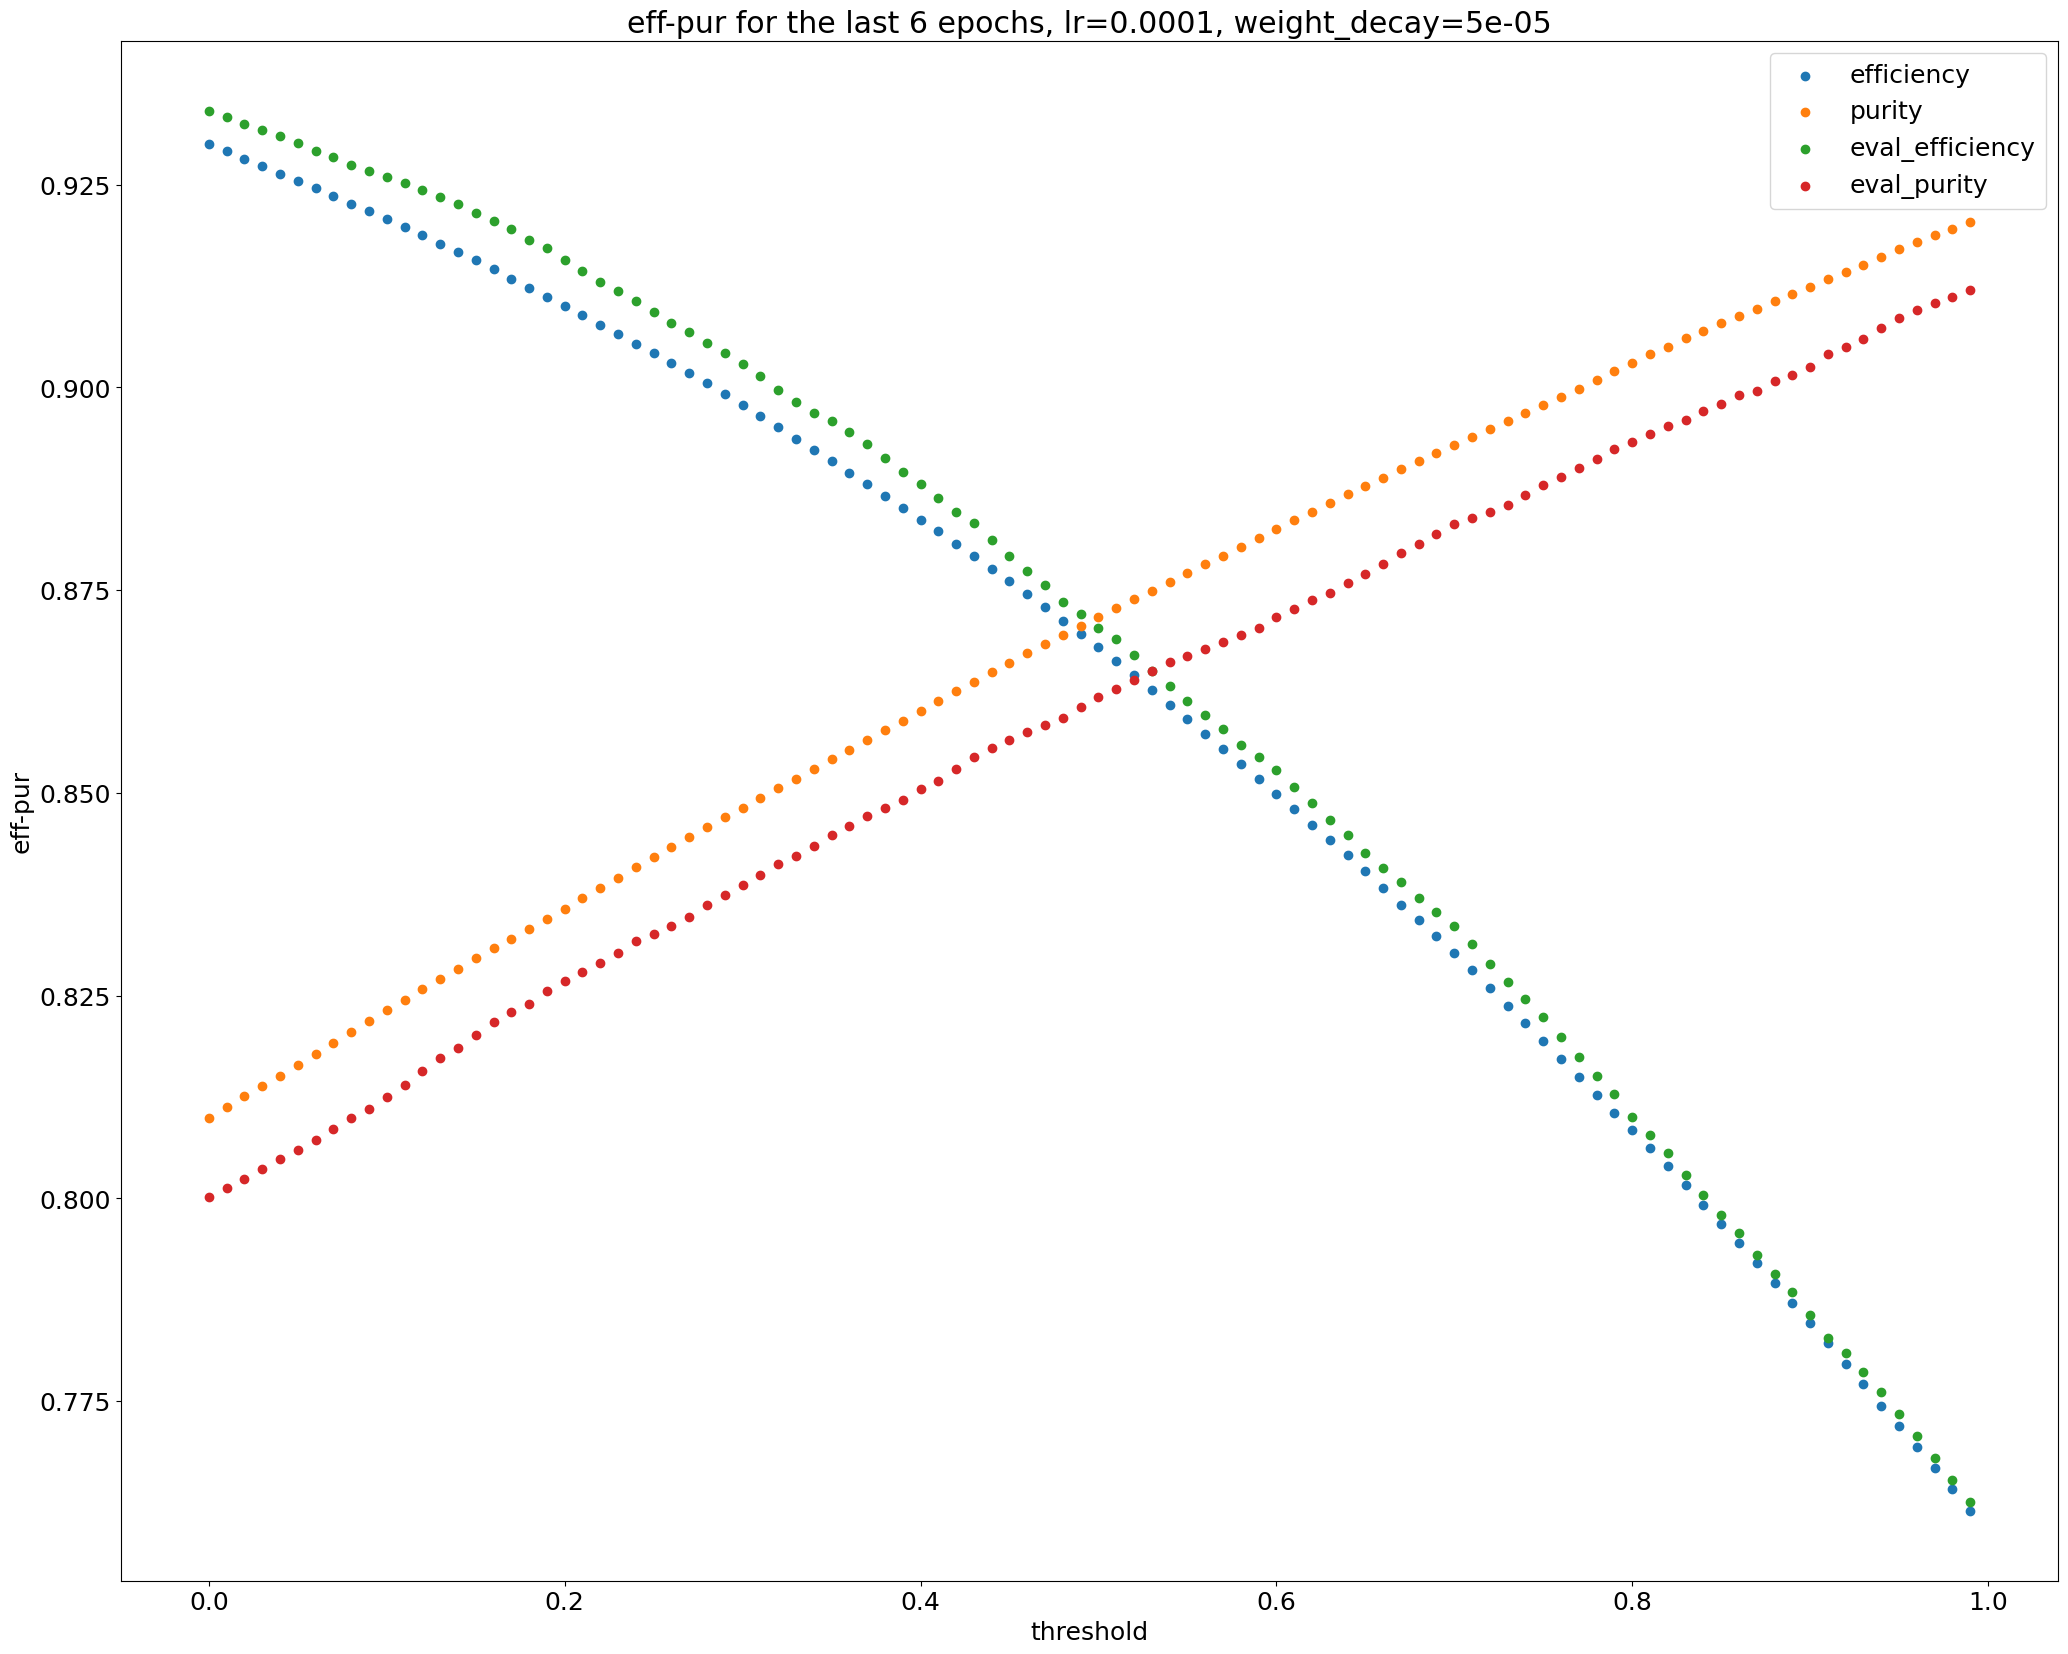 eff-pur for the last 6 epochs, lr=0.0001, weight_decay=5e-05
efficiency
purity
eval_efficiency
eval_purity
0.925
0.900
0.875
0.850
0.825
0.800
0.775
eff-pur
0.0 0.2 0.4 0.6 0.8 1.0
threshold